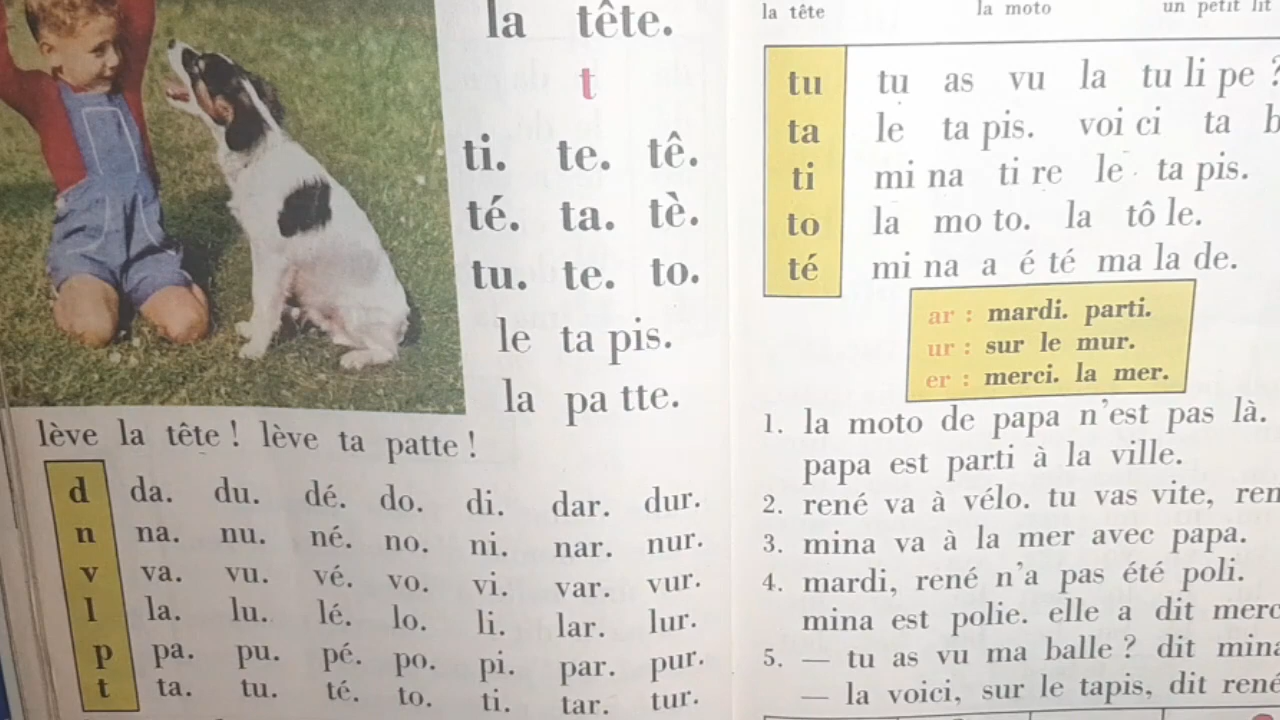 la tête.
t
ti. te. tê.
té. ta. tè.
tu. te. to.
le ta pis.
la pa tte.
lève la tête ! lève ta patte !
d da. du. dé. do. di. dar. dur.
n na. nu. né. no. ni. nar. nur.
v va. vu. vé. vo. vi. var. vur.
l la. lu. lé. lo. li. lar. lur.
p pa. pu. pé. po. pi. par. pur.
t ta. tu. té. to. ti. tar. tur.
la tête la moto un petit lit
tu tu as vu la tu li pe ?
ta le ta pis. voi ci ta
ti mi na ti re le ta pis.
to la mo to. la tô le.
té mi na a é té ma la de.
ar : mardi. parti.
ur : sur le mur.
er : merci. la mer.
1. la moto de papa n'est pas là.
papa est parti à la ville.
2. rené va à vélo. tu vas vite,
3. mina va à la mer avec papa.
4. mardi, rené n'a pas été poli.
mina est polie. elle a dit
5. — tu as vu ma balle ? dit mina
— la voici, sur le tapis, dit rené